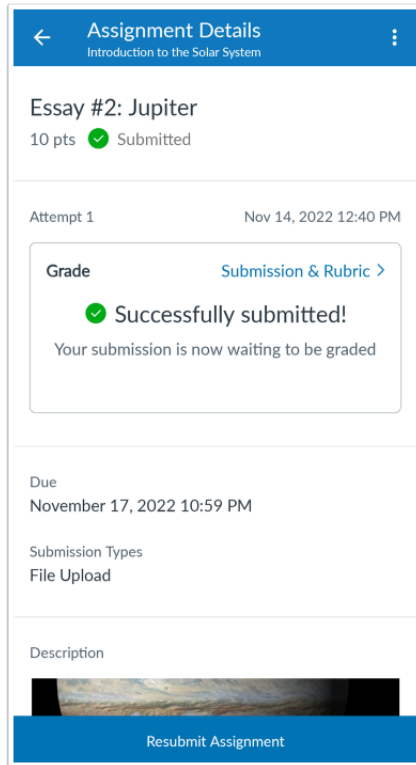 Assignment Details
Introduction to the Solar System
Essay #2: Jupiter
10 pts Submitted
Attempt 1 Nov 14, 2022 12:40 PM
Grade Submission & Rubric >
Successfully submitted!
Your submission is now waiting to be graded
Due
November 17, 2022 10:59 PM
Submission Types
File Upload
Description
Resubmit Assignment